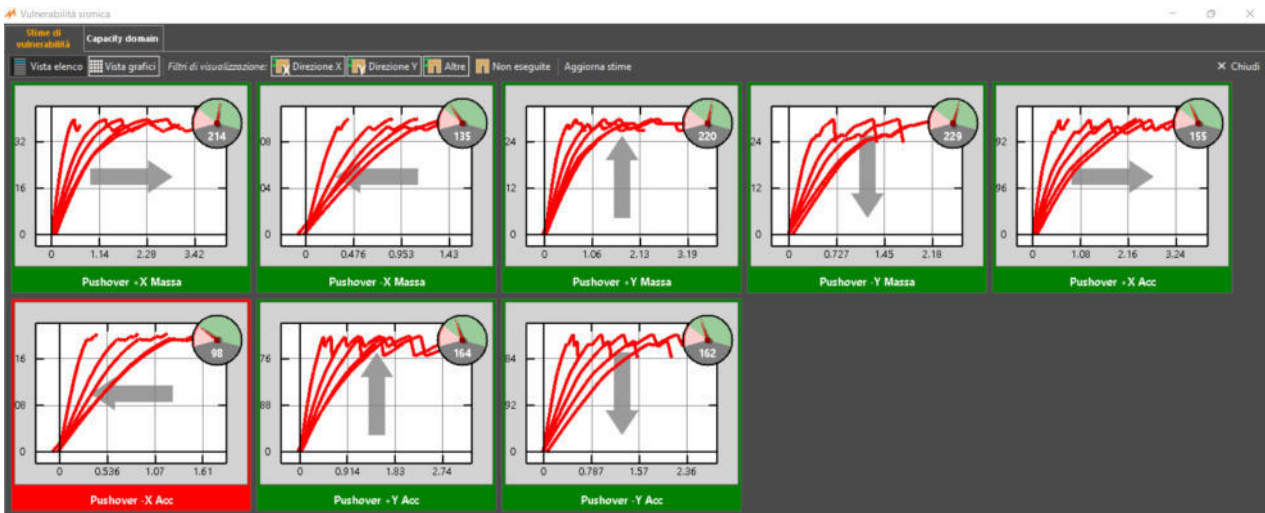 Vulnerabilità sismica
Stime di
vulnerabilità
Capacity domain
Vista elenco Vista grafici Filtri di visualizzazione: X Direzione X Y Direzione Y Altre Non eseguite Aggiorna stime × Chiudi
214 135 220 229 155
32 08 24 24 92
16 04 12 12 96
0 0 0 0 0
0 1.14 2.28 3.42 0 0.476 0.953 1.43 0 1.06 2.13 3.19 0 0.727 1.45 2.18 0 1.08 2.16 3.24
Pushover +X Massa Pushover -X Massa Pushover +Y Massa Pushover -Y Massa Pushover +X Acc
98 164 162
16 76 84
08 88 92
0 0 0
0 0.536 1.07 1.61 0 0.914 1.83 2.74 0 0.787 1.57 2.36
Pushover -X Acc Pushover +Y Acc Pushover -Y Acc